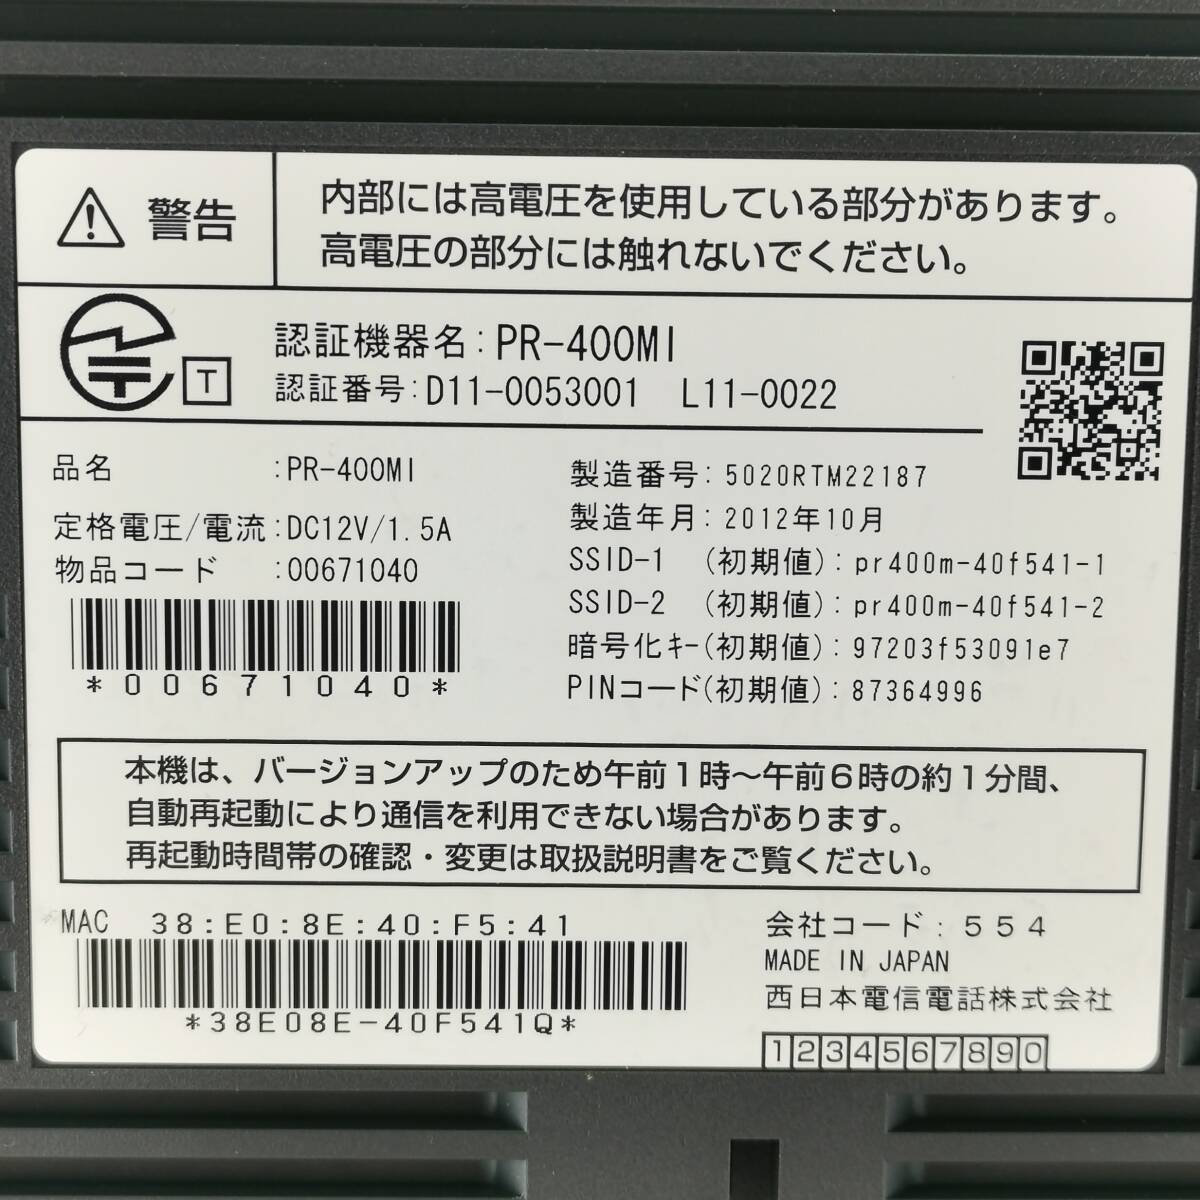 警告
内部には高電圧を使用している部分があります。
高電圧の部分には触れないでください。
T
認証機器名:PR-400MI
認証番号:D11-0053001 L11-0022
品名 :PR-400MI
定格電圧/電流:DC12V/1.5A
物品コード :00671040
*00671040*
製造番号:5020RTM22187
製造年月:2012年10月
SSID-1 (初期値):pr400m-40f541-1
SSID-2 (初期値):pr400m-40f541-2
暗号化キー(初期値):97203f53091e7
PINコード(初期値):87364996
本機は、バージョンアップのため午前1時～午前6時の約1分間、
自動再起動により通信を利用できない場合があります。
再起動時間帯の確認・変更は取扱説明書をご覧ください。
MAC 38:E0:8E:40:F5:41
*38E08E-40F541Q*
会社コード:554
MADE IN JAPAN
西日本電信電話株式会社
1234567890